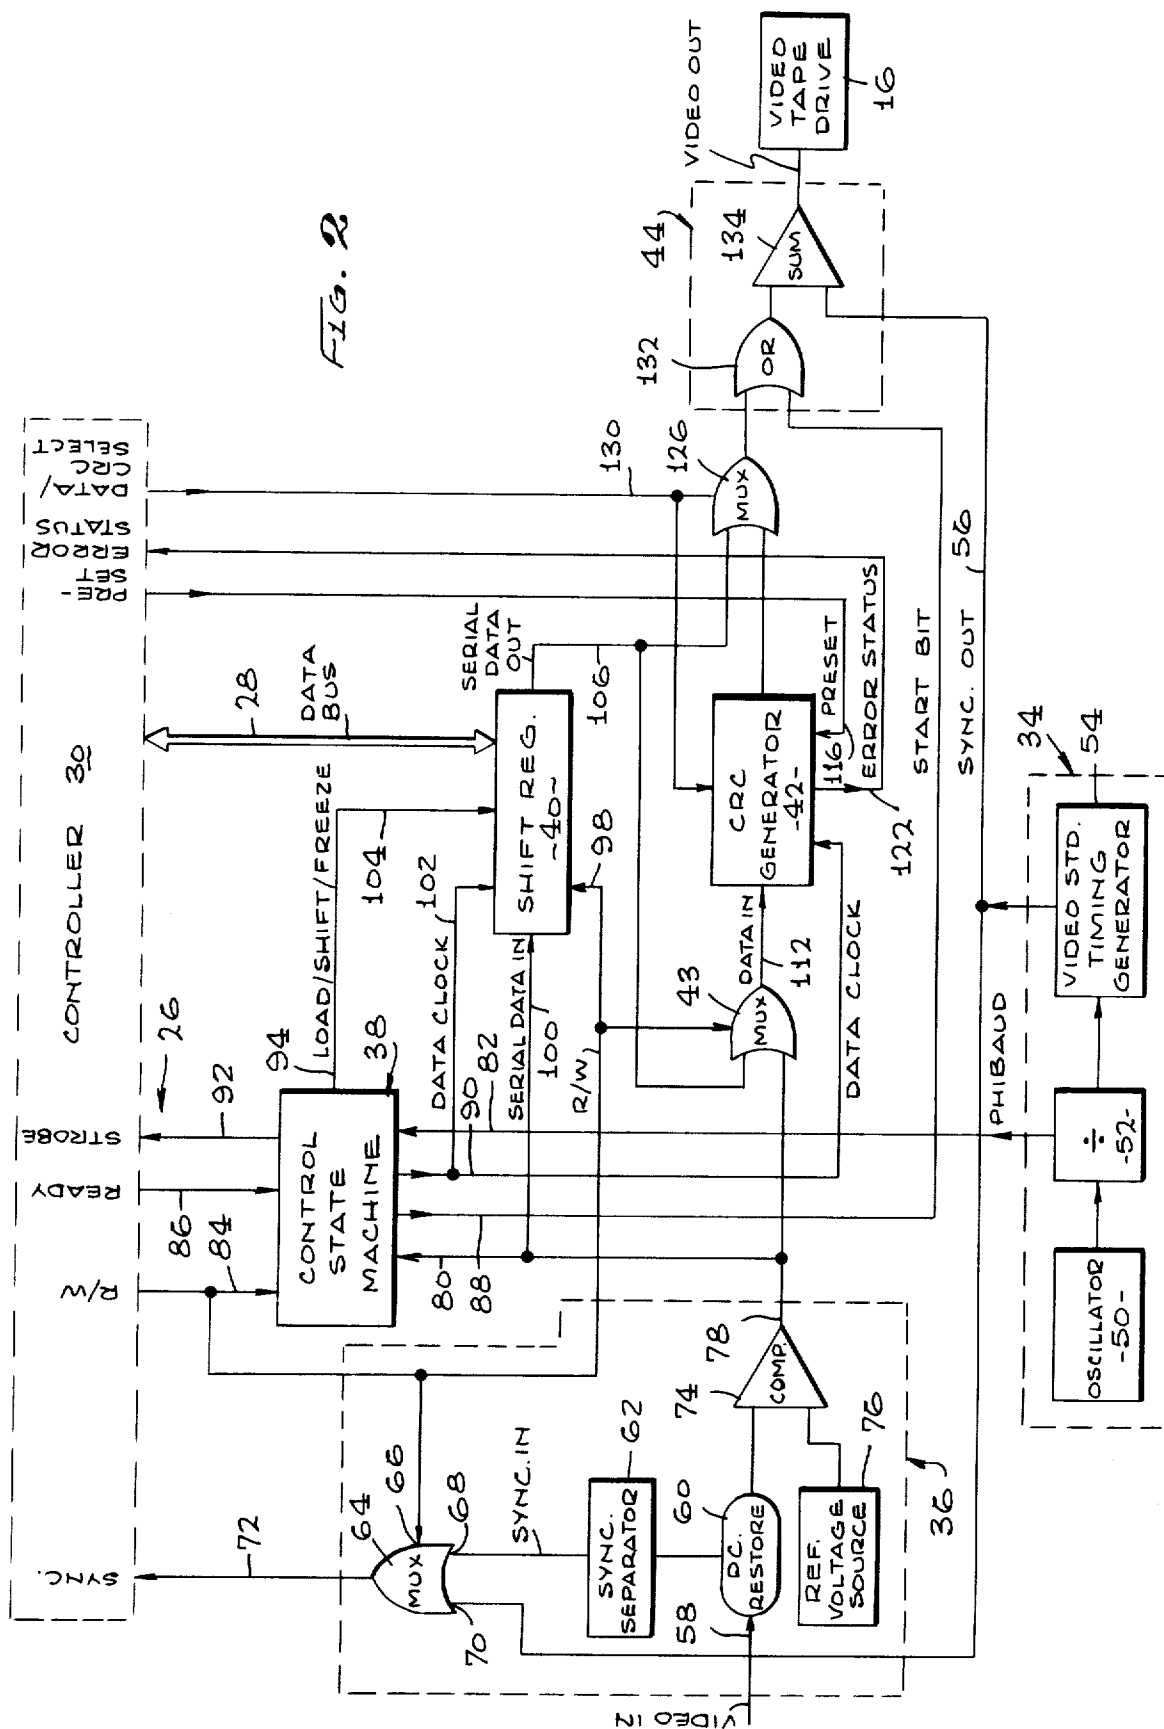 FIG. 2
CONTROLLER 30
SYNC.
R/W
READY
STROBE
PRE-
SET
ERROR
STATUS
DATA/
CRC
SELECT
26
72
84
86
92
94
LOAD/SHIFT/FREEZE
104
28
DATA
BUS
SERIAL
DATA
OUT
106
130
CONTROL
STATE
MACHINE
38
DATA CLOCK
102
SHIFT REG.
~40~
98
SERIAL DATA IN
100
R/W
80
88
90
82
64
MUX
66
68
70
SYNC. IN
SYNC.
SEPARATOR
62
VIDEO IZ
58
D.C.
RESTORE
60
REF.
VOLTAGE
SOURCE
76
74
COMP.
78
36
43
MUX
DATA IN
112
CRC
GENERATOR
-42-
116
PRESET
122
ERROR STATUS
DATA CLOCK
START BIT
SYNC. OUT
56
MUX
126
132
OR
44
134
SUM
VIDEO OUT
VIDEO
TAPE
DRIVE
16
PHIBAUD
OSCILLATOR
-50-
÷
-52-
VIDEO STD.
TIMING
GENERATOR
34
54